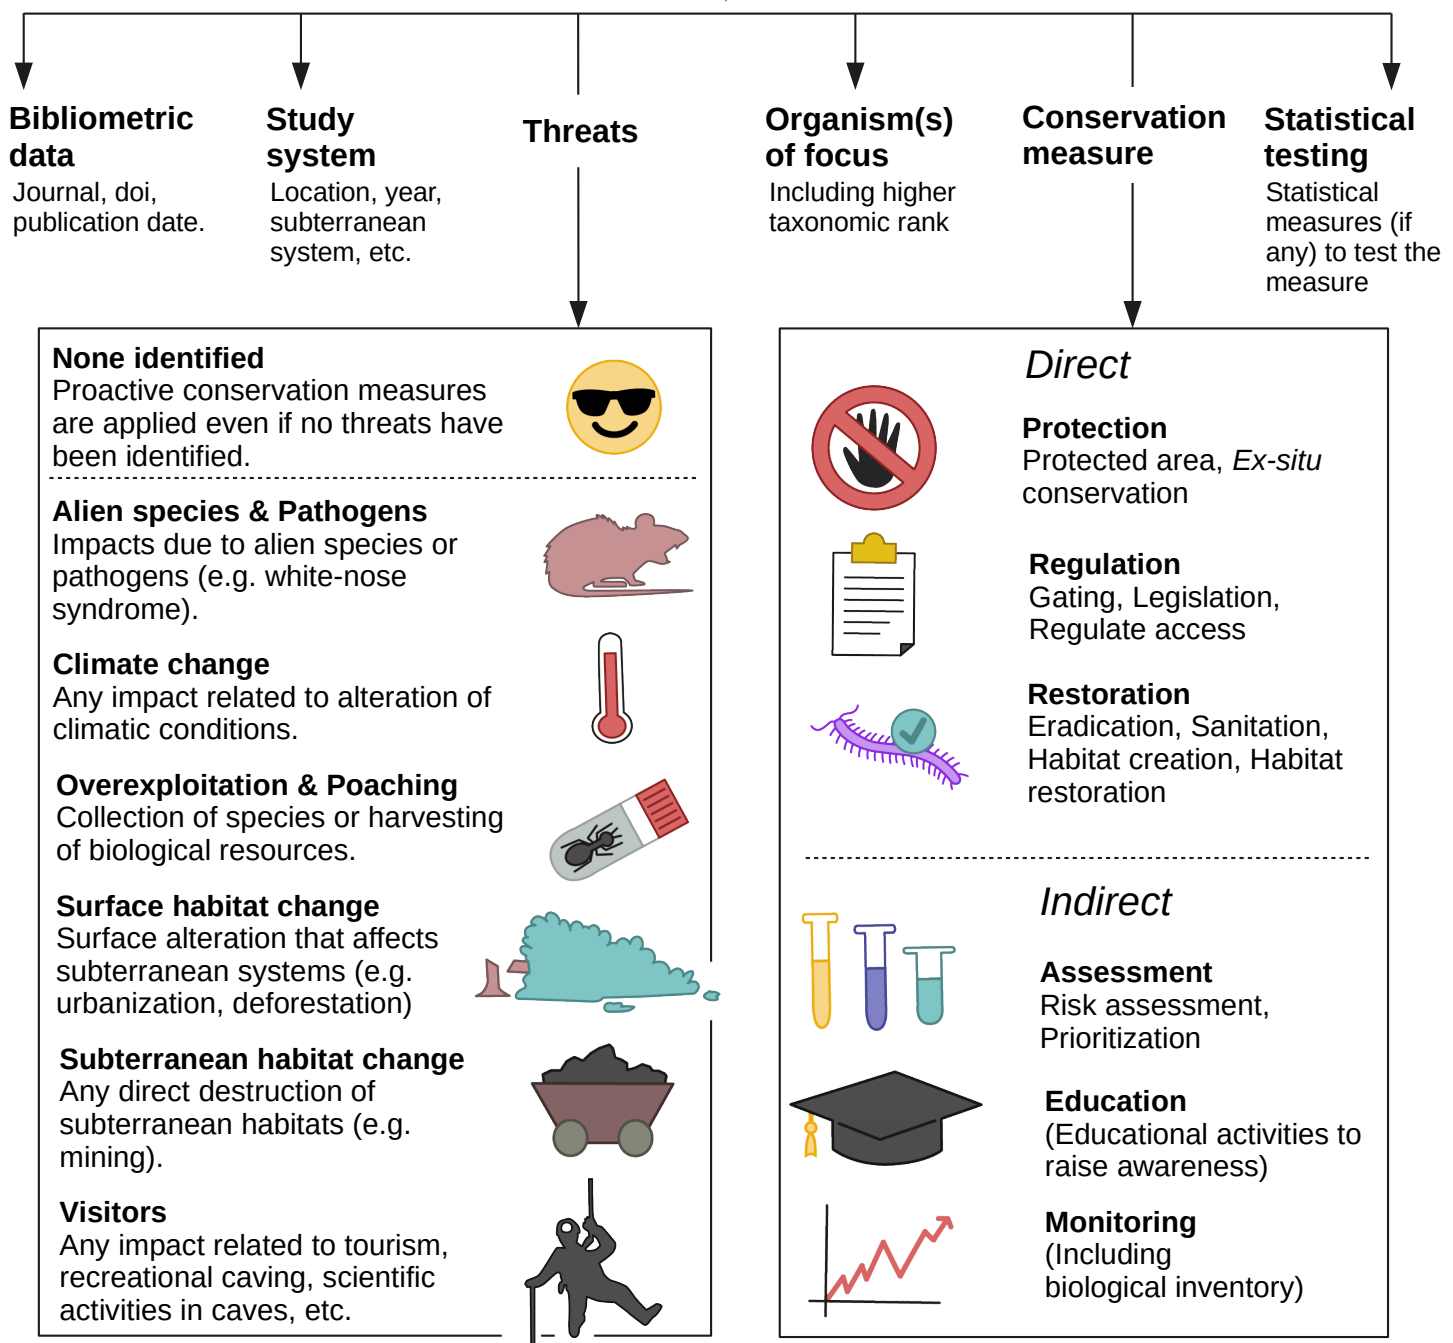 Bibliometric
data
Journal, doi,
publication date.
Study
system
Location, year,
subterranean
system, etc.
Threats
Organism(s)
of focus
Including higher
taxonomic rank
Conservation
measure
Statistical
testing
Statistical
measures (if
any) to test the
measure
None identified
Proactive conservation measures
are applied even if no threats have
been identified.
Alien species & Pathogens
Impacts due to alien species or
pathogens (e.g. white-nose
syndrome).
Climate change
Any impact related to alteration of
climatic conditions.
Overexploitation & Poaching
Collection of species or harvesting
of biological resources.
Surface habitat change
Surface alteration that affects
subterranean systems (e.g.
urbanization, deforestation)
Subterranean habitat change
Any direct destruction of
subterranean habitats (e.g.
mining).
Visitors
Any impact related to tourism,
recreational caving, scientific
activities in caves, etc.
Direct
Protection
Protected area, Ex-situ
conservation
Regulation
Gating, Legislation,
Regulate access
Restoration
Eradication, Sanitation,
Habitat creation, Habitat
restoration
Indirect
Assessment
Risk assessment,
Prioritization
Education
(Educational activities to
raise awareness)
Monitoring
(Including
biological inventory)